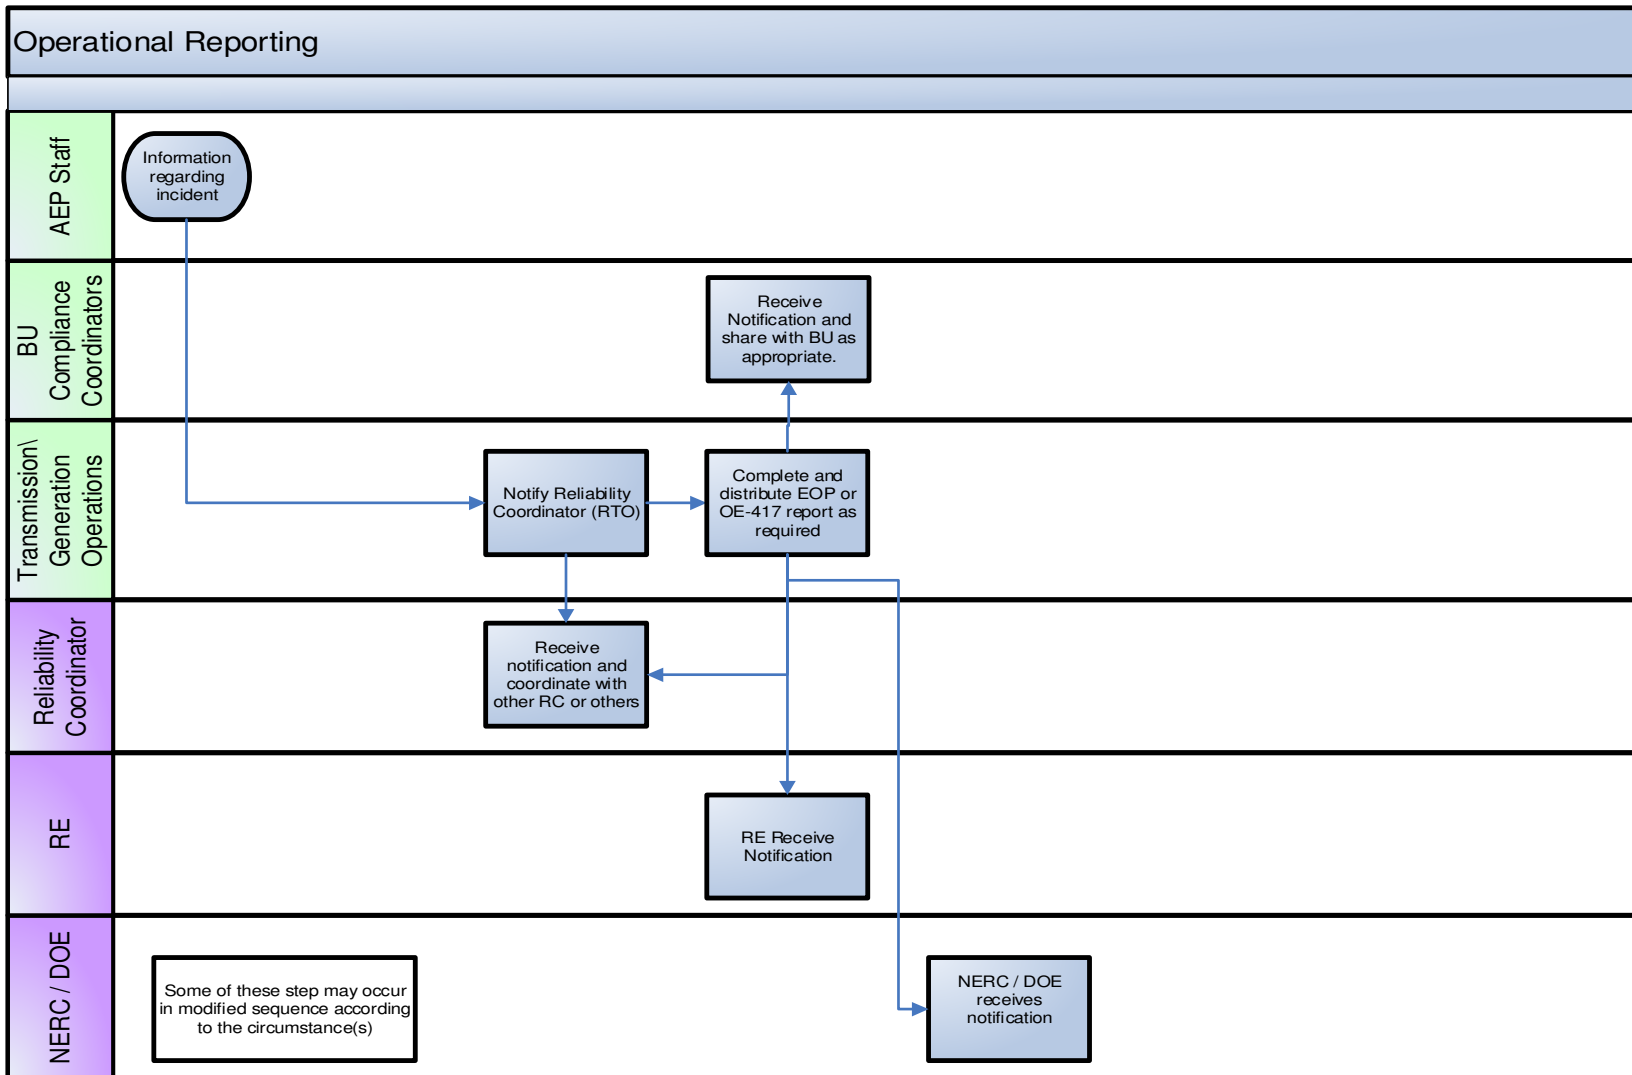 Operational Reporting
AEP Staff
Information
regarding
incident
BU
Compliance
Coordinators
Receive
Notification and
share with BU as
appropriate.
Transmission\
Generation
Operations
Notify Reliability
Coordinator (RTO)
Complete and
distribute EOP or
OE-417 report as
required
Reliability
Coordinator
Receive
notification and
coordinate with
other RC or others
RE
RE Receive
Notification
NERC / DOE
Some of these step may occur
in modified sequence according
to the circumstance(s)
NERC / DOE
receives
notification